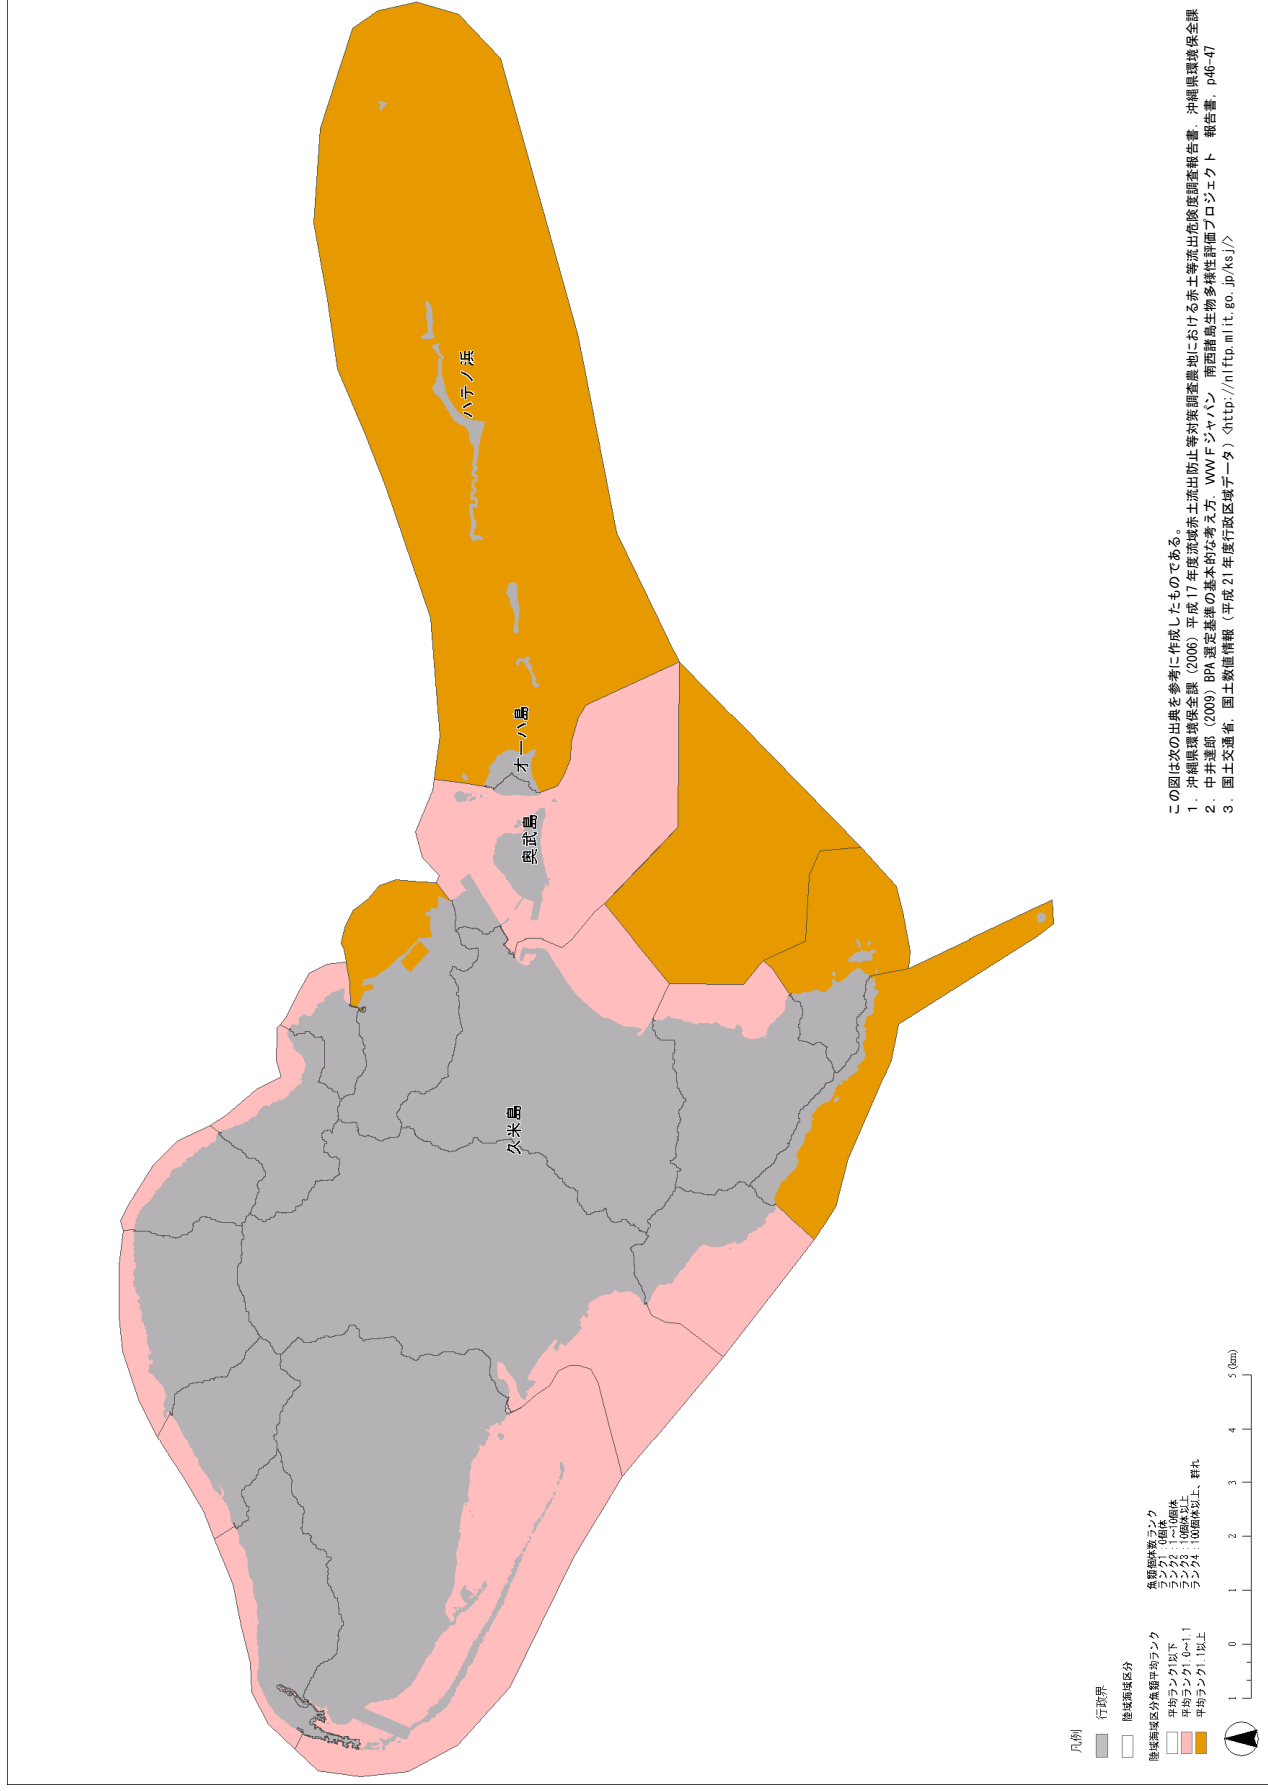 ハテノ浜
オーハ島
奥武島
久米島
この図は次の出典を参考に作成したものである。
1. 沖縄県環境保全課（2006）平成17年度流域赤土流出防止等対策調査農地における赤土等流出危険度調査報告書. 沖縄県環境保全課
2. 中井達郎（2009）BPA選定基準の基本的な考え方. WWFジャパン 南西諸島生物多様性評価プロジェクト 報告書, p46-47
3. 国土交通省, 国土数値情報（平成21年度行政区域データ）<http://nlftp.mlit.go.jp/ksj/>
凡例
行政界
陸域海域区分
陸域海域区分魚類平均ランク
平均ランク1以下
平均ランク1.0~1.1
平均ランク1.1以上
魚類個体数ランク
ランク1：0個体
ランク2：1～10個体
ランク3：10個体以上
ランク4：100個体以上、群れ
1 0 1 2 3 4 5 (km)